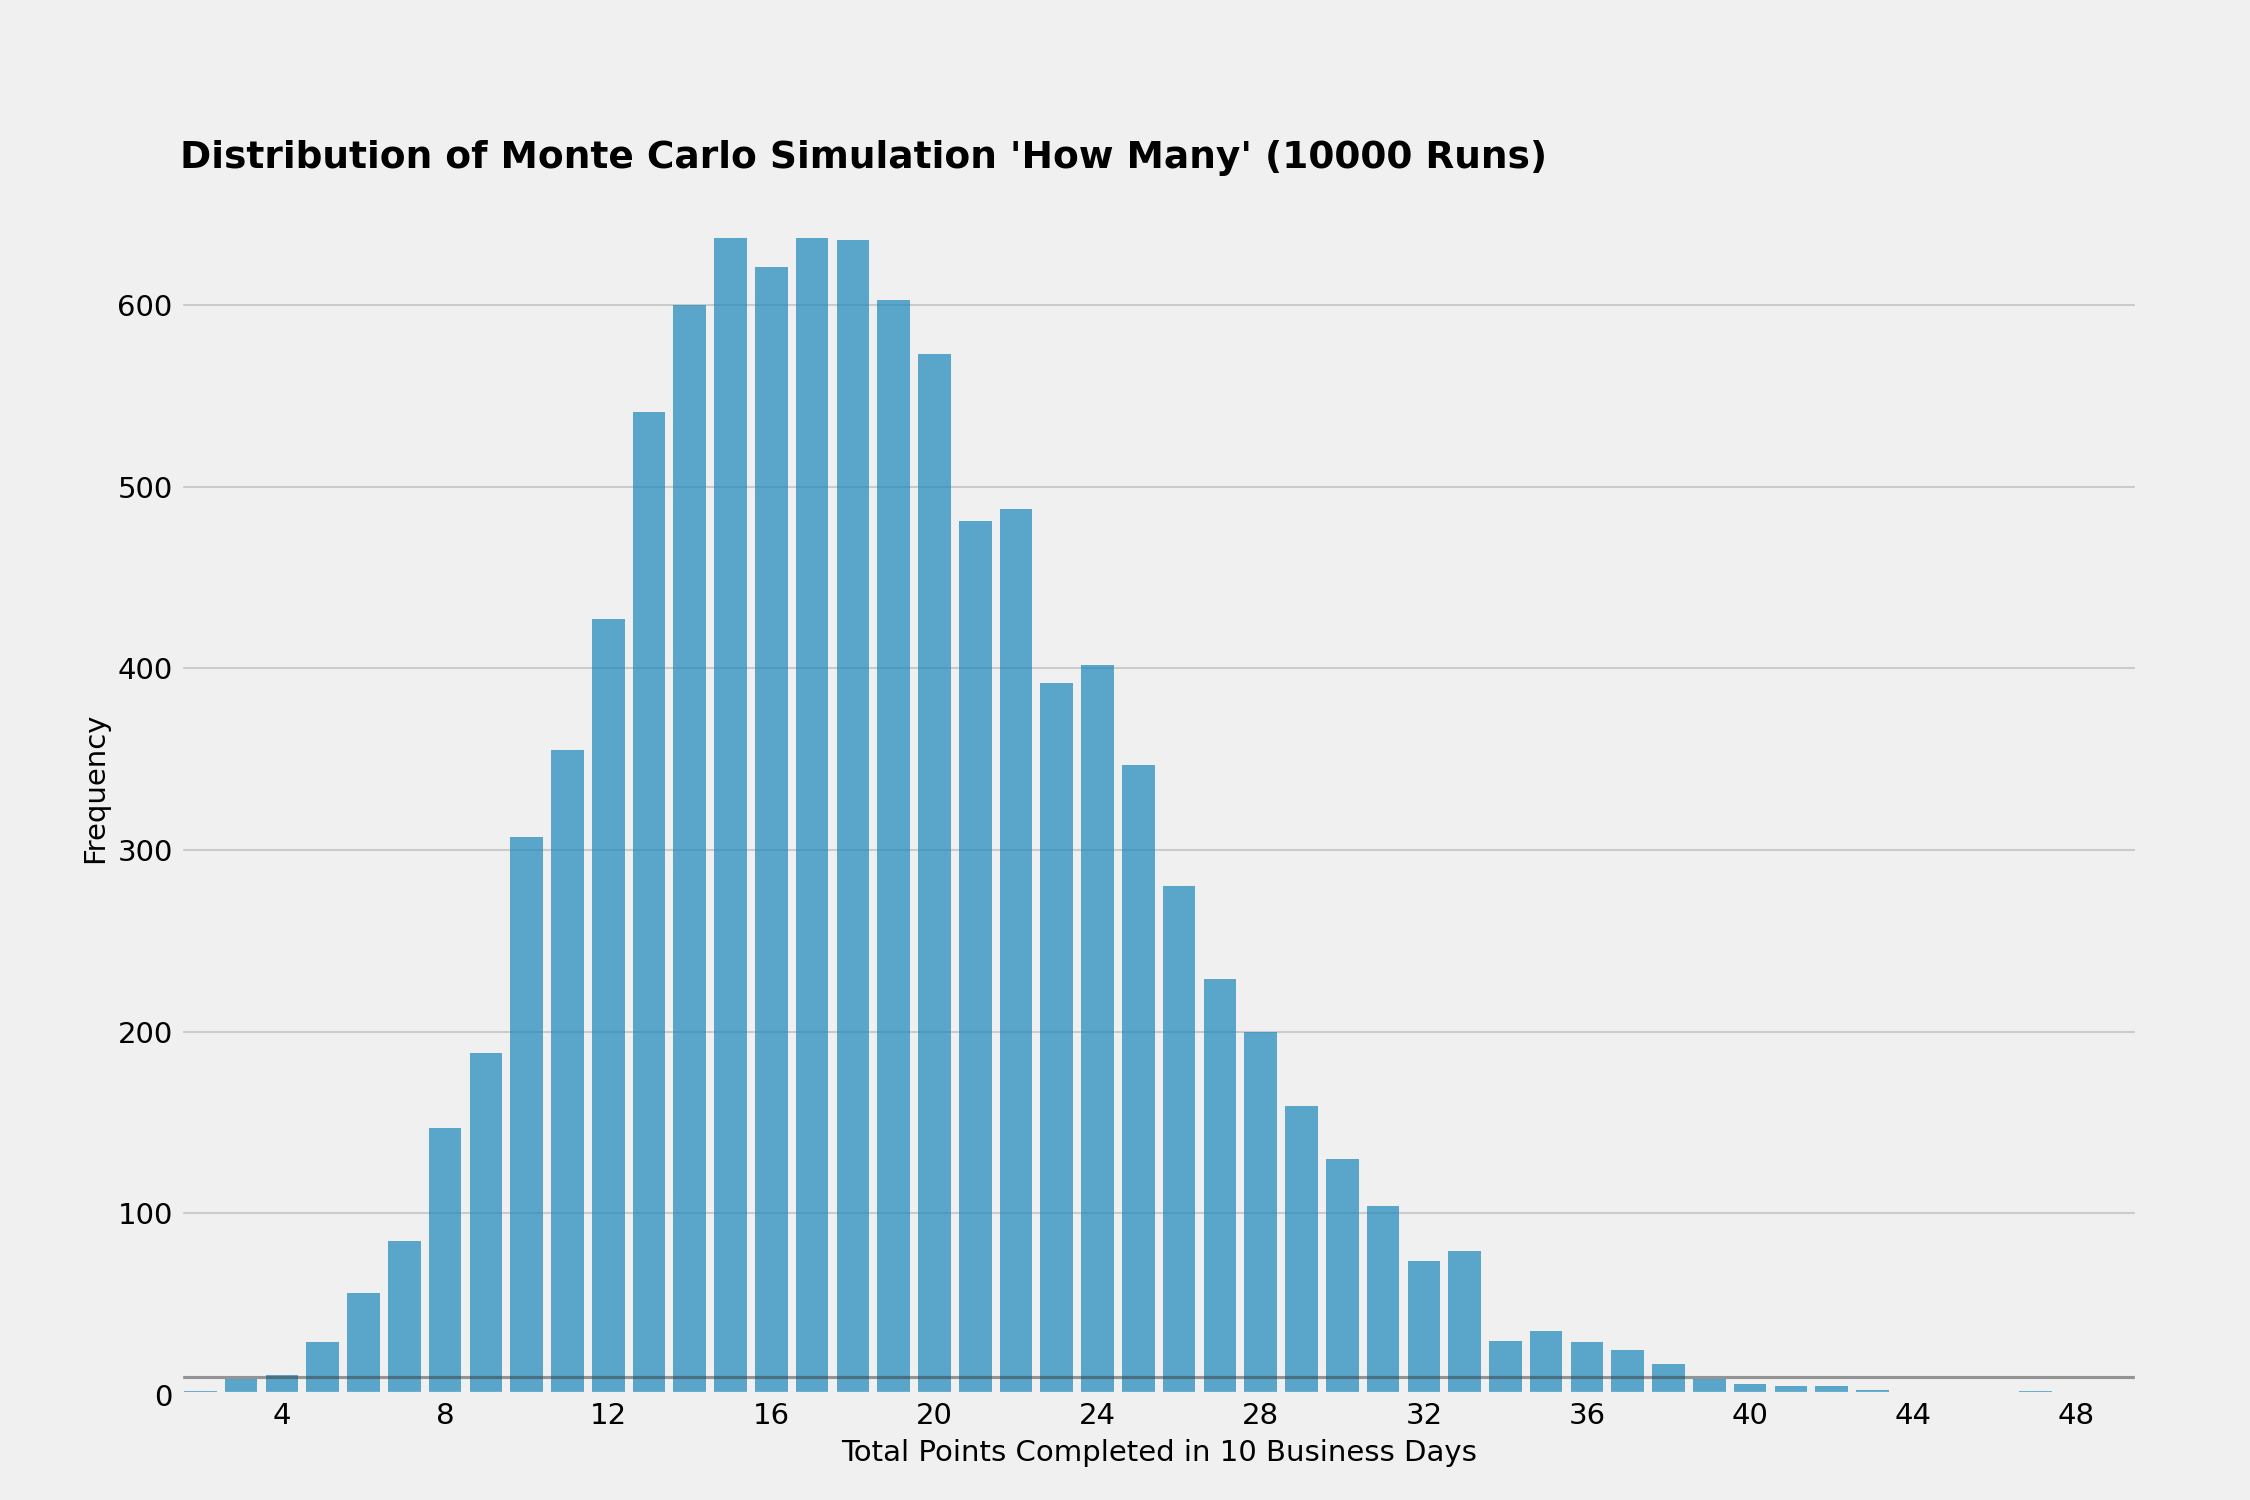 Distribution of Monte Carlo Simulation 'How Many' (10000 Runs)
600
500
400
300
200
100
0
Frequency
4 8 12 16 20 24 28 32 36 40 44 48
Total Points Completed in 10 Business Days